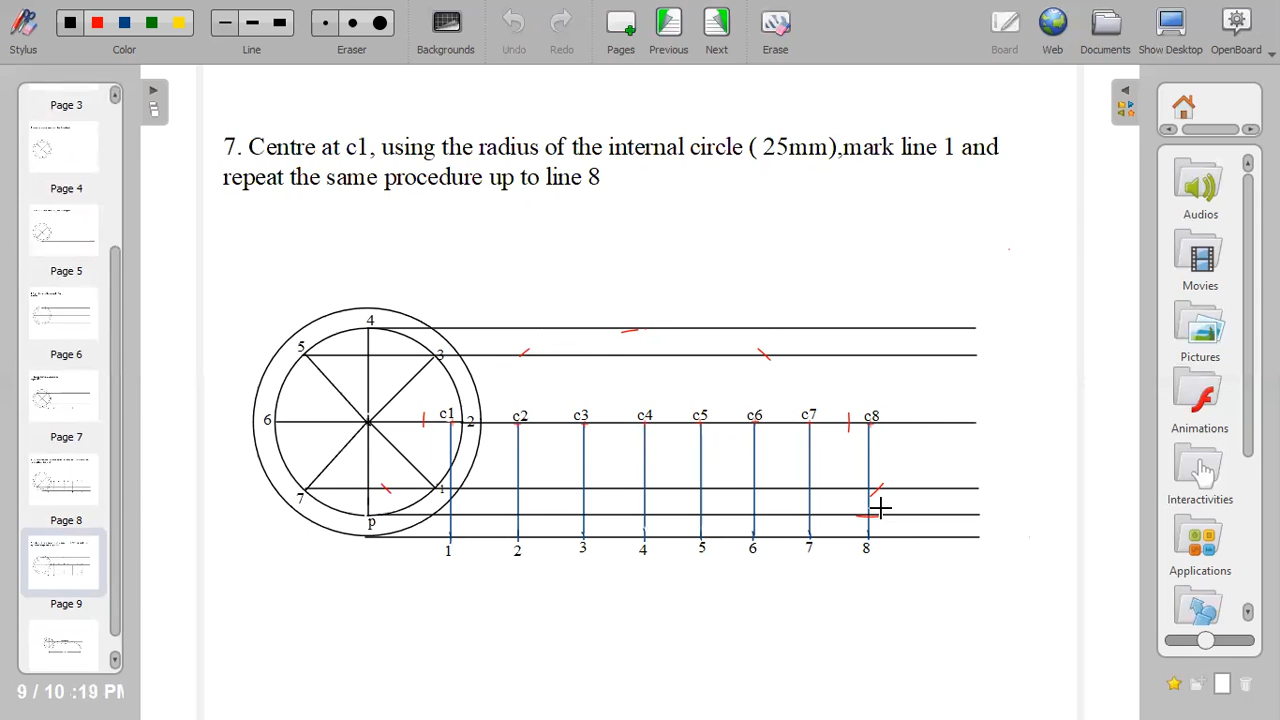 Stylus
Color
Line
Eraser
Backgrounds
Undo
Redo
Pages
Previous
Next
Erase
Board
Web
Documents
Show Desktop
OpenBoard
Page 3
Page 4
Page 5
Page 6
Page 7
Page 8
Page 9
9 / 10 :19 PM
7. Centre at c1, using the radius of the internal circle ( 25mm),mark line 1 and
repeat the same procedure up to line 8
4
5
3
6
c1
2
c2
c3
c4
c5
c6
c7
c8
7
1
p
1
2
3
4
5
6
7
8
Audios
Movies
Pictures
Animations
Interactivities
Applications